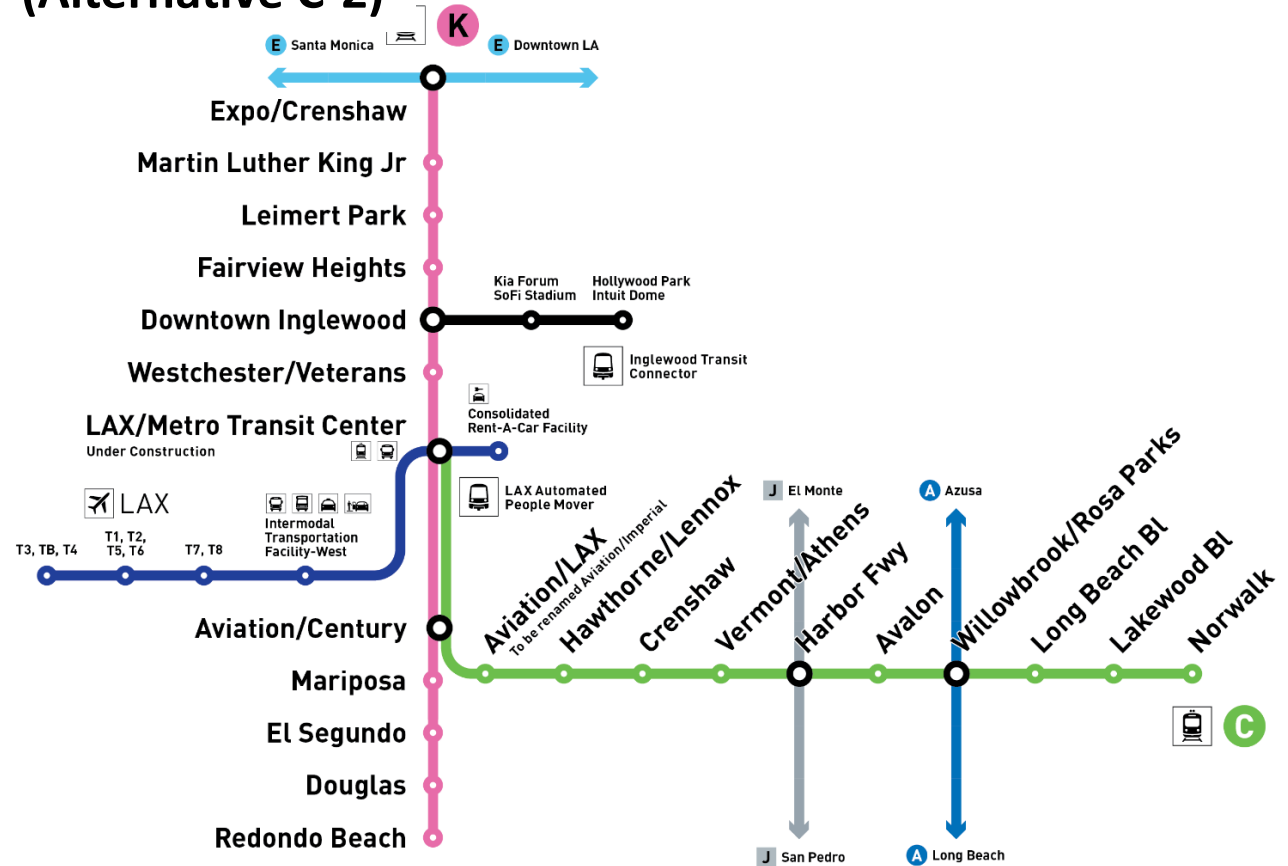 (Alternative C-2)
K
E Santa Monica
E Downtown LA
Expo/Crenshaw
Martin Luther King Jr
Leimert Park
Fairview Heights
Kia Forum
SoFi Stadium
Hollywood Park
Intuit Dome
Downtown Inglewood
Inglewood Transit
Connector
Westchester/Veterans
Consolidated
Rent-A-Car Facility
LAX/Metro Transit Center
Under Construction
LAX Automated
People Mover
LAX
T3, TB, T4
T1, T2,
T5, T6
T7, T8
Intermodal
Transportation
Facility-West
J El Monte
A Azusa
Aviation/Century
Aviation/LAX
To be renamed Aviation/Imperial
Hawthorne/Lennox
Crenshaw
Vermont/Athens
Harbor Fwy
Avalon
Willowbrook/Rosa Parks
Long Beach Bl
Lakewood Bl
Norwalk
Mariposa
El Segundo
C
Douglas
Redondo Beach
J San Pedro
A Long Beach